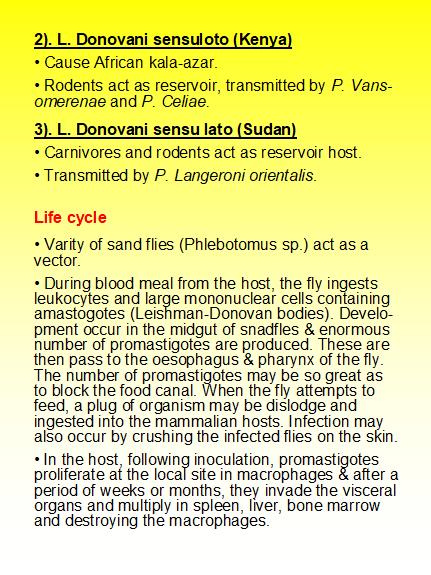 2). L. Donovani sensuloto (Kenya)
• Cause African kala-azar.
• Rodents act as reservoir, transmitted by P. Vans-
omerenae and P. Celiae.
3). L. Donovani sensu lato (Sudan)
• Carnivores and rodents act as reservoir host.
• Transmitted by P. Langeroni orientalis.
Life cycle
• Varity of sand flies (Phlebotomus sp.) act as a
vector.
• During blood meal from the host, the fly ingests
leukocytes and large mononuclear cells containing
amastogotes (Leishman-Donovan bodies). Develo-
pment occur in the midgut of snadfles & enormous
number of promastigotes are produced. These are
then pass to the oesophagus & pharynx of the fly.
The number of promastigotes may be so great as
to block the food canal. When the fly attempts to
feed, a plug of organism may be dislodge and
ingested into the mammalian hosts. Infection may
also occur by crushing the infected flies on the skin.
• In the host, following inoculation, promastigotes
proliferate at the local site in macrophages & after a
period of weeks or months, they invade the visceral
organs and multiply in spleen, liver, bone marrow
and destroying the macrophages.